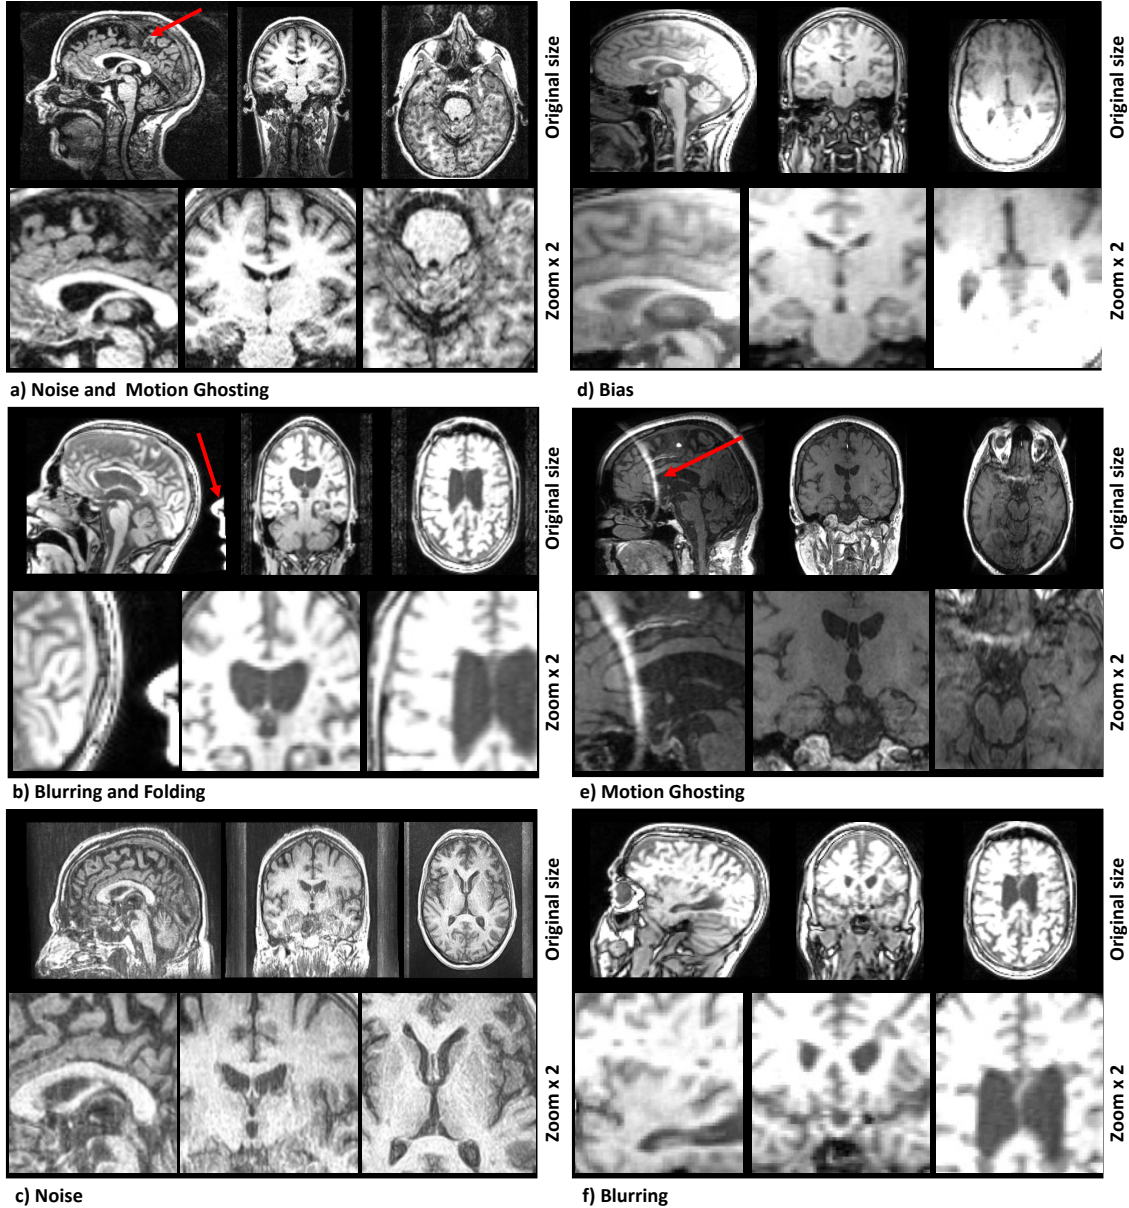 Original size
Zoom x 2
a) Noise and Motion Ghosting
Original size
Zoom x 2
b) Blurring and Folding
Original size
Zoom x 2
c) Noise
Original size
Zoom x 2
d) Bias
Original size
Zoom x 2
e) Motion Ghosting
Original size
Zoom x 2
f) Blurring